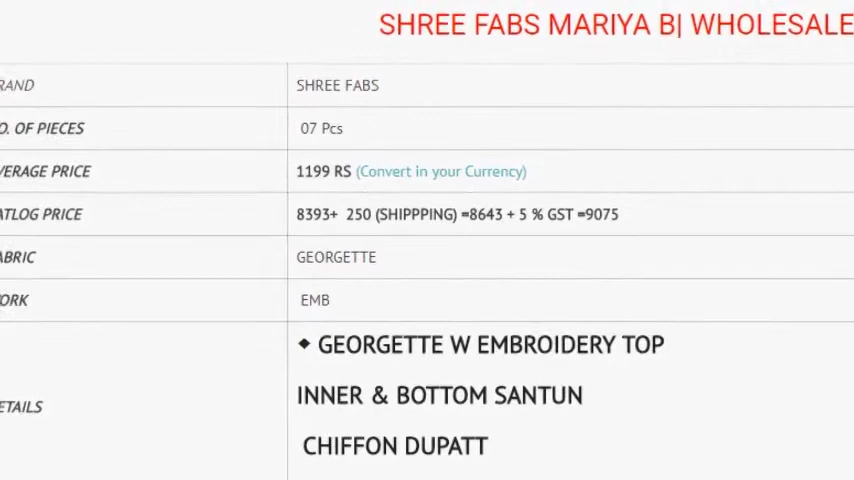 SHREE FABS MARIYA B| WHOLESALE
RAND
SHREE FABS
O. OF PIECES
07 Pcs
VERAGE PRICE
1199 RS (Convert in your Currency)
ATLOG PRICE
8393+ 250 (SHIPPPING) =8643 + 5 % GST =9075
ABRIC
GEORGETTE
ORK
EMB
◆ GEORGETTE W EMBROIDERY TOP
INNER & BOTTOM SANTUN
ETAILS
CHIFFON DUPATT